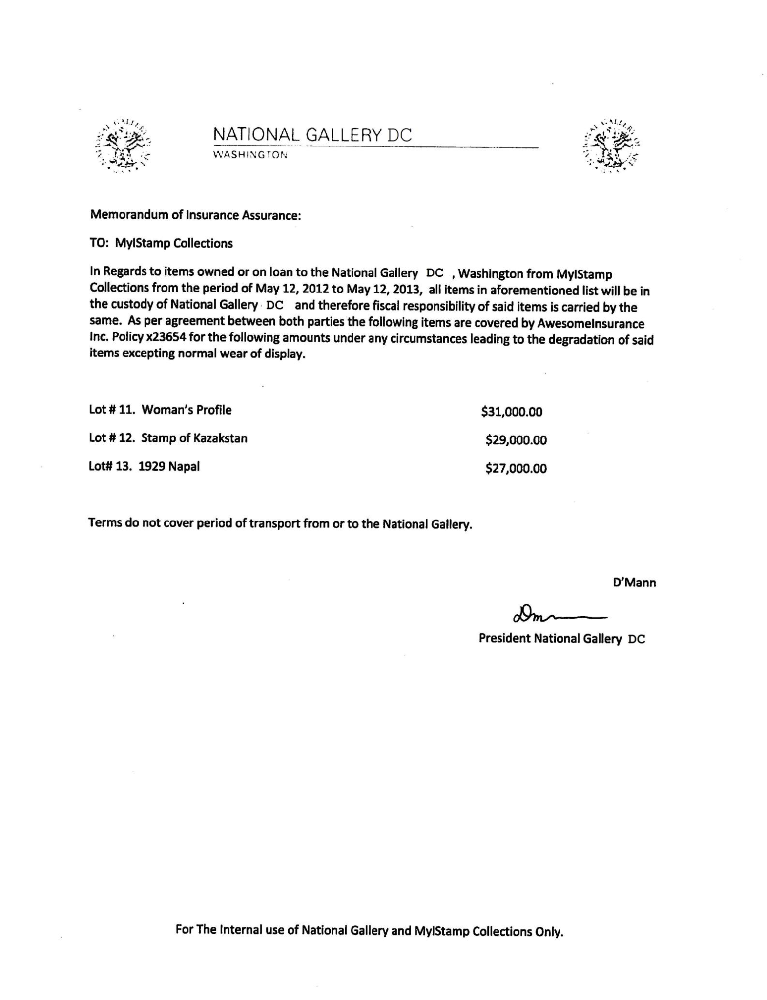 NATIONAL GALLERY DC
WASHINGTON
Memorandum of Insurance Assurance:
TO: MyIStamp Collections
In Regards to items owned or on loan to the National Gallery DC , Washington from MyIStamp
Collections from the period of May 12, 2012 to May 12, 2013, all items in aforementioned list will be in
the custody of National Gallery DC and therefore fiscal responsibility of said items is carried by the
same. As per agreement between both parties the following items are covered by AwesomeInsurance
Inc. Policy x23654 for the following amounts under any circumstances leading to the degradation of said
items excepting normal wear of display.
Lot # 11. Woman's Profile $31,000.00
Lot # 12. Stamp of Kazakstan $29,000.00
Lot# 13. 1929 Napal $27,000.00
Terms do not cover period of transport from or to the National Gallery.
D'Mann
President National Gallery DC
For The Internal use of National Gallery and MyIStamp Collections Only.